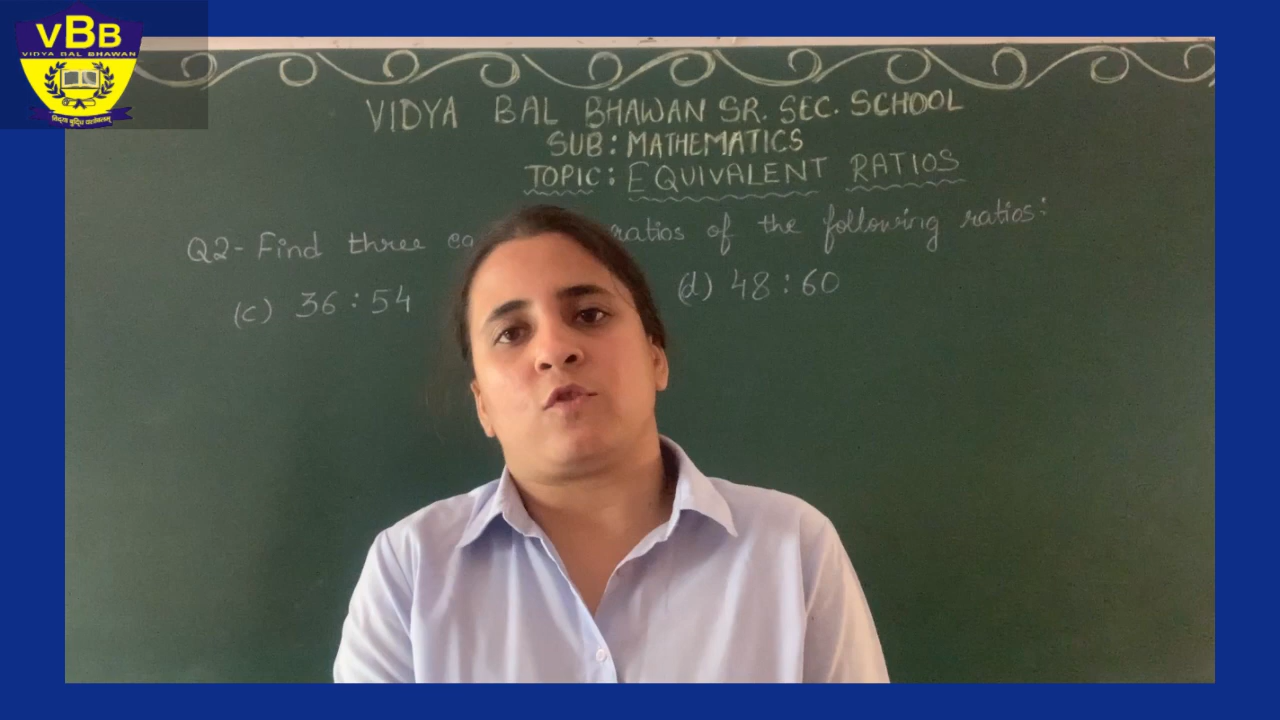 VBB
VIDYA BAL BHAWAN
VIDYA BAL BHAWAN SR. SEC. SCHOOL
SUB: MATHEMATICS
TOPIC: EQUIVALENT RATIOS
Q2- Find three ratios of the following ratios:
(c) 36:54 (d) 48:60